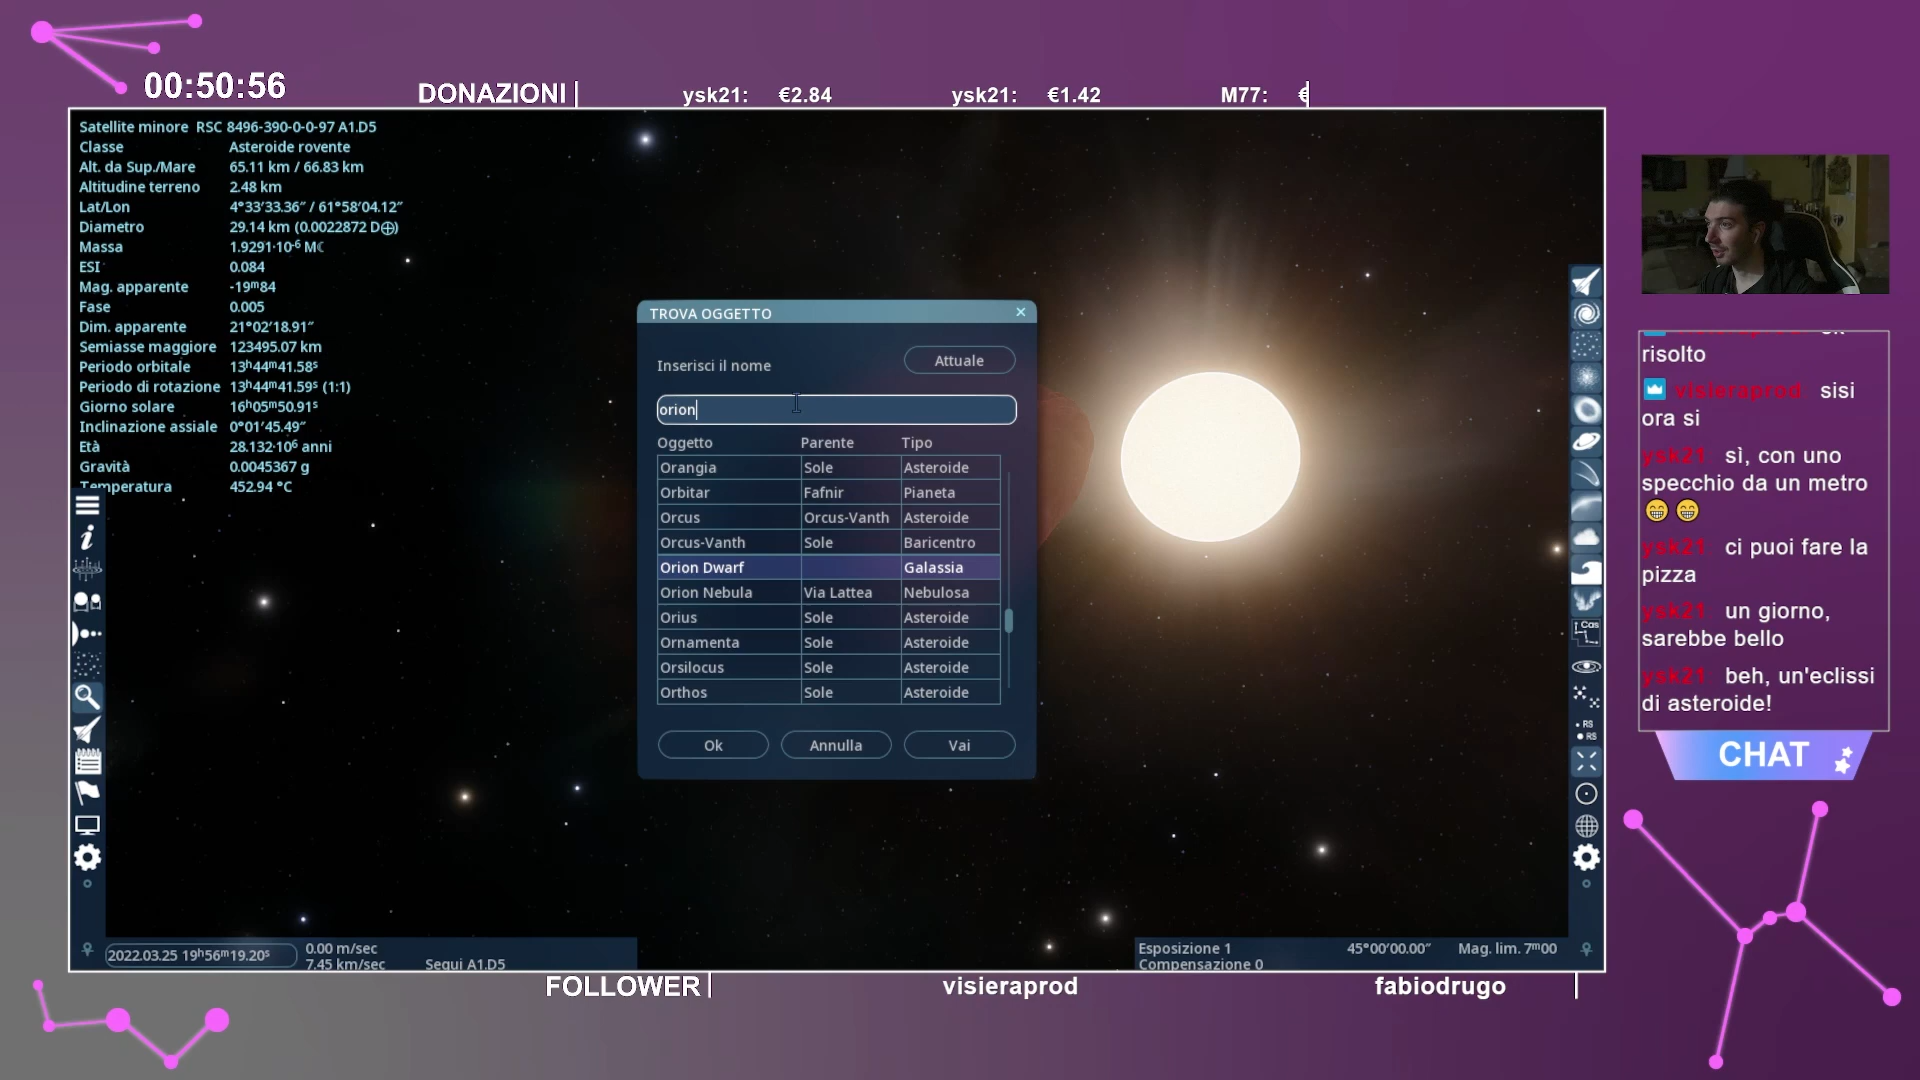 00:50:56
DONAZIONI
ysk21: €2.84
ysk21: €1.42
M77: €
Satellite minore RSC 8496-390-0-0-97 A1.D5
Classe Asteroide rovente
Alt. da Sup./Mare 65.11 km / 66.83 km
Altitudine terreno 2.48 km
Lat/Lon 4°33′33.36″ / 61°58′04.12″
Diametro 29.14 km (0.0022872 D⊕)
Massa 1.9291·10⁻⁶ M☾
ESI 0.084
Mag. apparente -19ᵐ84
Fase 0.005
Dim. apparente 21°02′18.91″
Semiasse maggiore 123495.07 km
Periodo orbitale 13ʰ44ᵐ41.58ˢ
Periodo di rotazione 13ʰ44ᵐ41.59ˢ (1:1)
Giorno solare 16ʰ05ᵐ50.91ˢ
Inclinazione assiale 0°01′45.49″
Età 28.132·10⁶ anni
Gravità 0.0045367 g
Temperatura 452.94 °C
TROVA OGGETTO
Inserisci il nome
Attuale
orion
Oggetto Parente Tipo
Orangia Sole Asteroide
Orbitar Fafnir Pianeta
Orcus Orcus-Vanth Asteroide
Orcus-Vanth Sole Baricentro
Orion Dwarf Galassia
Orion Nebula Via Lattea Nebulosa
Orius Sole Asteroide
Ornamenta Sole Asteroide
Orsilocus Sole Asteroide
Orthos Sole Asteroide
Ok Annulla Vai
Cas
RS
RS
2022.03.25 19ʰ56ᵐ19.20ˢ
0.00 m/sec
7.45 km/sec
Segui A1.D5
Esposizione 1
Compensazione 0
45°00′00.00″
Mag. lim. 7ᵐ00
risolto
visieraprod: sisi
ora si
ysk21: sì, con uno
specchio da un metro
ysk21: ci puoi fare la
pizza
ysk21: un giorno,
sarebbe bello
ysk21: beh, un'eclissi
di asteroide!
CHAT
FOLLOWER
visieraprod
fabiodrugo